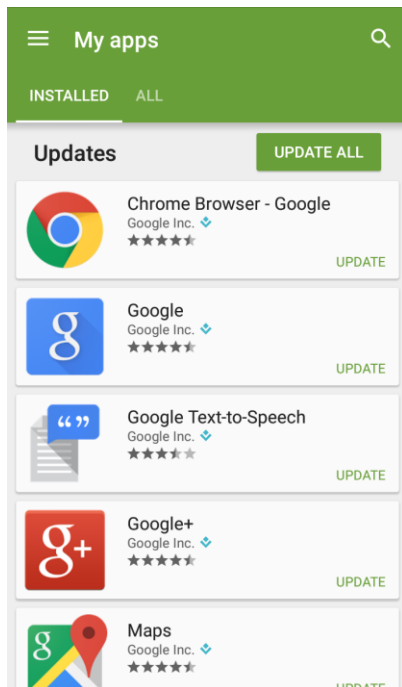 My apps
INSTALLED ALL
Updates UPDATE ALL
Chrome Browser - Google
Google Inc.
UPDATE
g
Google
Google Inc.
UPDATE
“ ”
Google Text-to-Speech
Google Inc.
UPDATE
g+
Google+
Google Inc.
UPDATE
g
Maps
Google Inc.
UPDATE